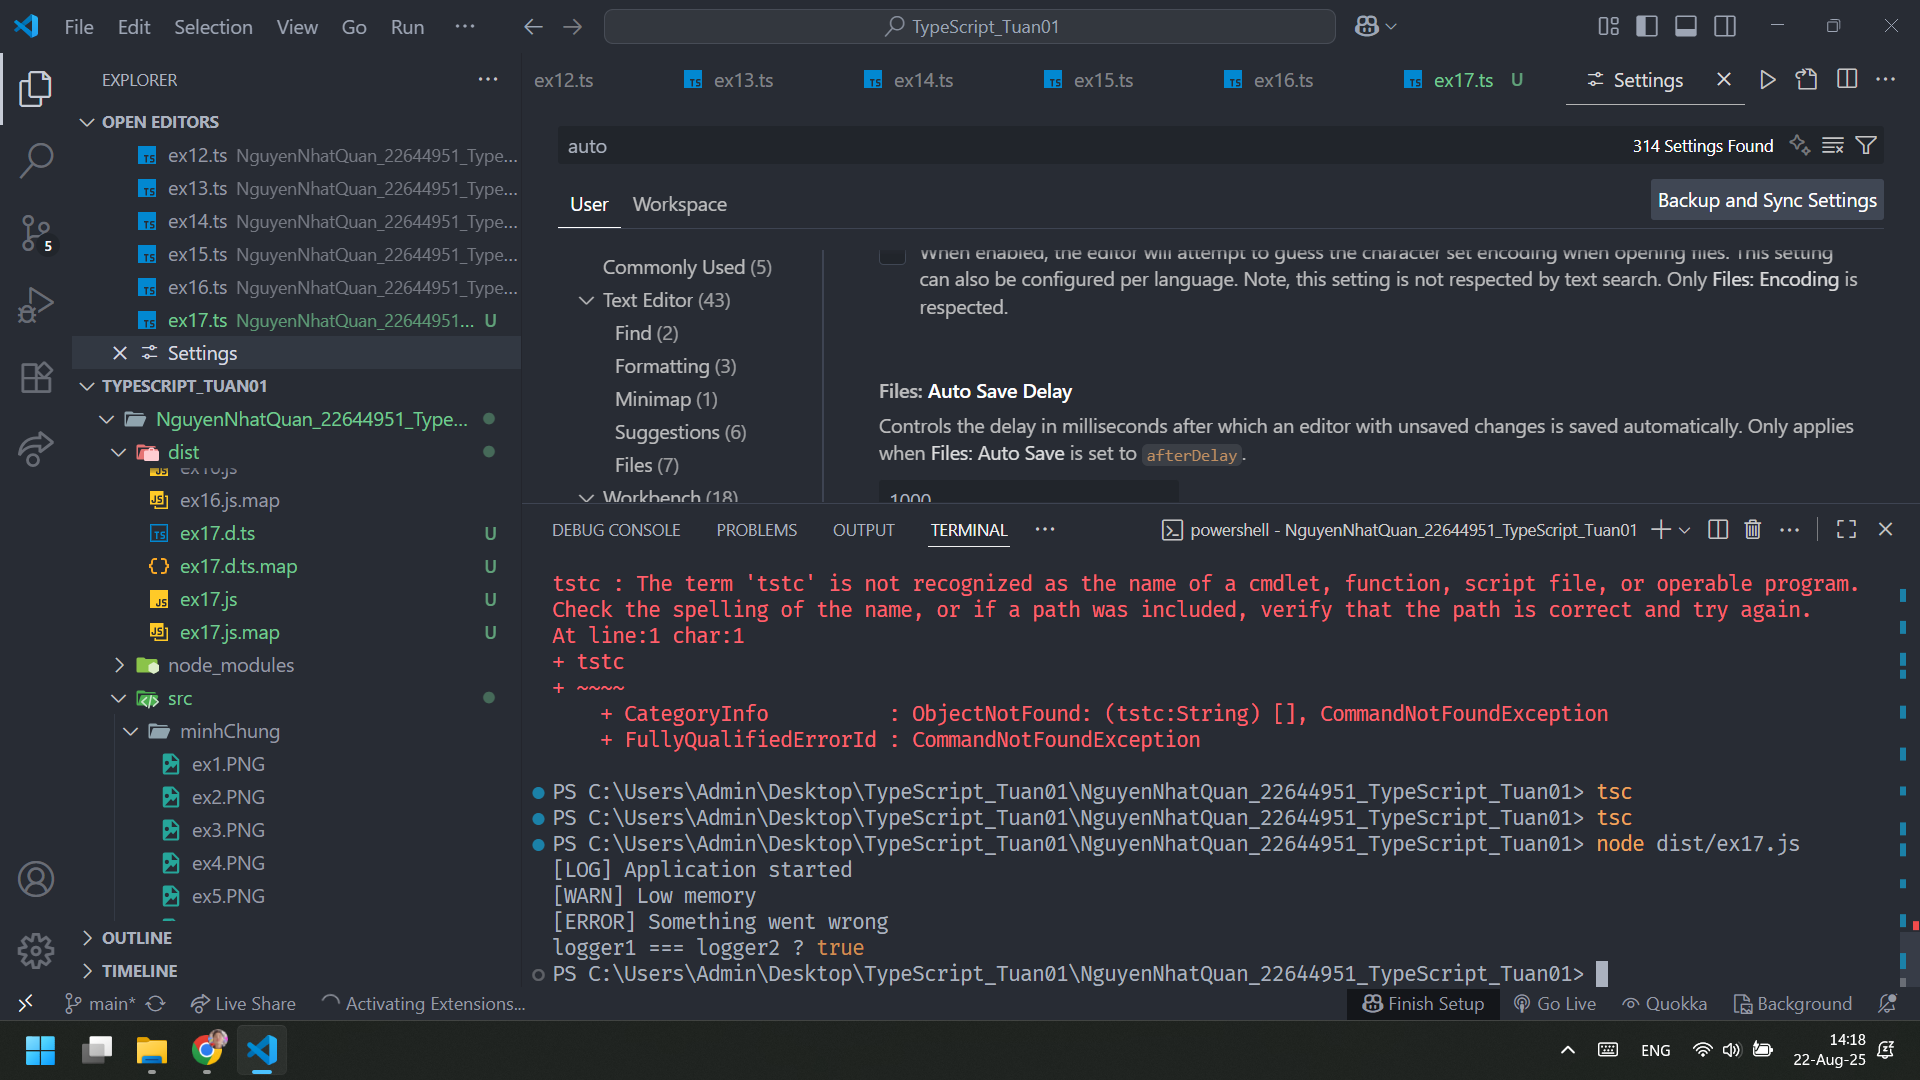 File Edit Selection View Go Run ···
TypeScript_Tuan01
EXPLORER
OPEN EDITORS
ex12.ts NguyenNhatQuan_22644951_Type...
ex13.ts NguyenNhatQuan_22644951_Type...
ex14.ts NguyenNhatQuan_22644951_Type...
ex15.ts NguyenNhatQuan_22644951_Type...
ex16.ts NguyenNhatQuan_22644951_Type...
ex17.ts NguyenNhatQuan_22644951... U
Settings
TYPESCRIPT_TUAN01
NguyenNhatQuan_22644951_Type...
dist
ex16.js
ex16.js.map
ex17.d.ts U
ex17.d.ts.map U
ex17.js U
ex17.js.map U
node_modules
src
minhChung
ex1.PNG
ex2.PNG
ex3.PNG
ex4.PNG
ex5.PNG
OUTLINE
TIMELINE
5
ex12.ts ex13.ts ex14.ts ex15.ts ex16.ts ex17.ts U Settings
auto
314 Settings Found
User Workspace
Backup and Sync Settings
Commonly Used (5)
Text Editor (43)
Find (2)
Formatting (3)
Minimap (1)
Suggestions (6)
Files (7)
Workbench (18)
When enabled, the editor will attempt to guess the character set encoding when opening files. This setting
can also be configured per language. Note, this setting is not respected by text search. Only Files: Encoding is
respected.
Files: Auto Save Delay
Controls the delay in milliseconds after which an editor with unsaved changes is saved automatically. Only applies
when Files: Auto Save is set to afterDelay.
1000
DEBUG CONSOLE PROBLEMS OUTPUT TERMINAL ···
powershell - NguyenNhatQuan_22644951_TypeScript_Tuan01
tstc : The term 'tstc' is not recognized as the name of a cmdlet, function, script file, or operable program.
Check the spelling of the name, or if a path was included, verify that the path is correct and try again.
At line:1 char:1
+ tstc
+ ~~~~
+ CategoryInfo : ObjectNotFound: (tstc:String) [], CommandNotFoundException
+ FullyQualifiedErrorId : CommandNotFoundException
PS C:\Users\Admin\Desktop\TypeScript_Tuan01\NguyenNhatQuan_22644951_TypeScript_Tuan01> tsc
PS C:\Users\Admin\Desktop\TypeScript_Tuan01\NguyenNhatQuan_22644951_TypeScript_Tuan01> tsc
PS C:\Users\Admin\Desktop\TypeScript_Tuan01\NguyenNhatQuan_22644951_TypeScript_Tuan01> node dist/ex17.js
[LOG] Application started
[WARN] Low memory
[ERROR] Something went wrong
logger1 === logger2 ? true
PS C:\Users\Admin\Desktop\TypeScript_Tuan01\NguyenNhatQuan_22644951_TypeScript_Tuan01>
main* Live Share Activating Extensions...
Finish Setup Go Live Quokka Background
ENG
14:18
22-Aug-25